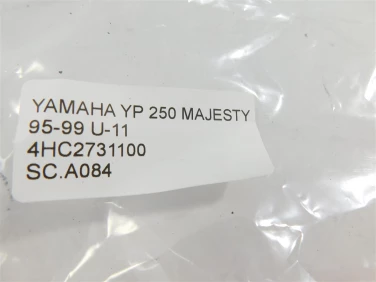 YAMAHA YP 250 MAJESTY
95-99 U-11
4HC2731100
SC.A084